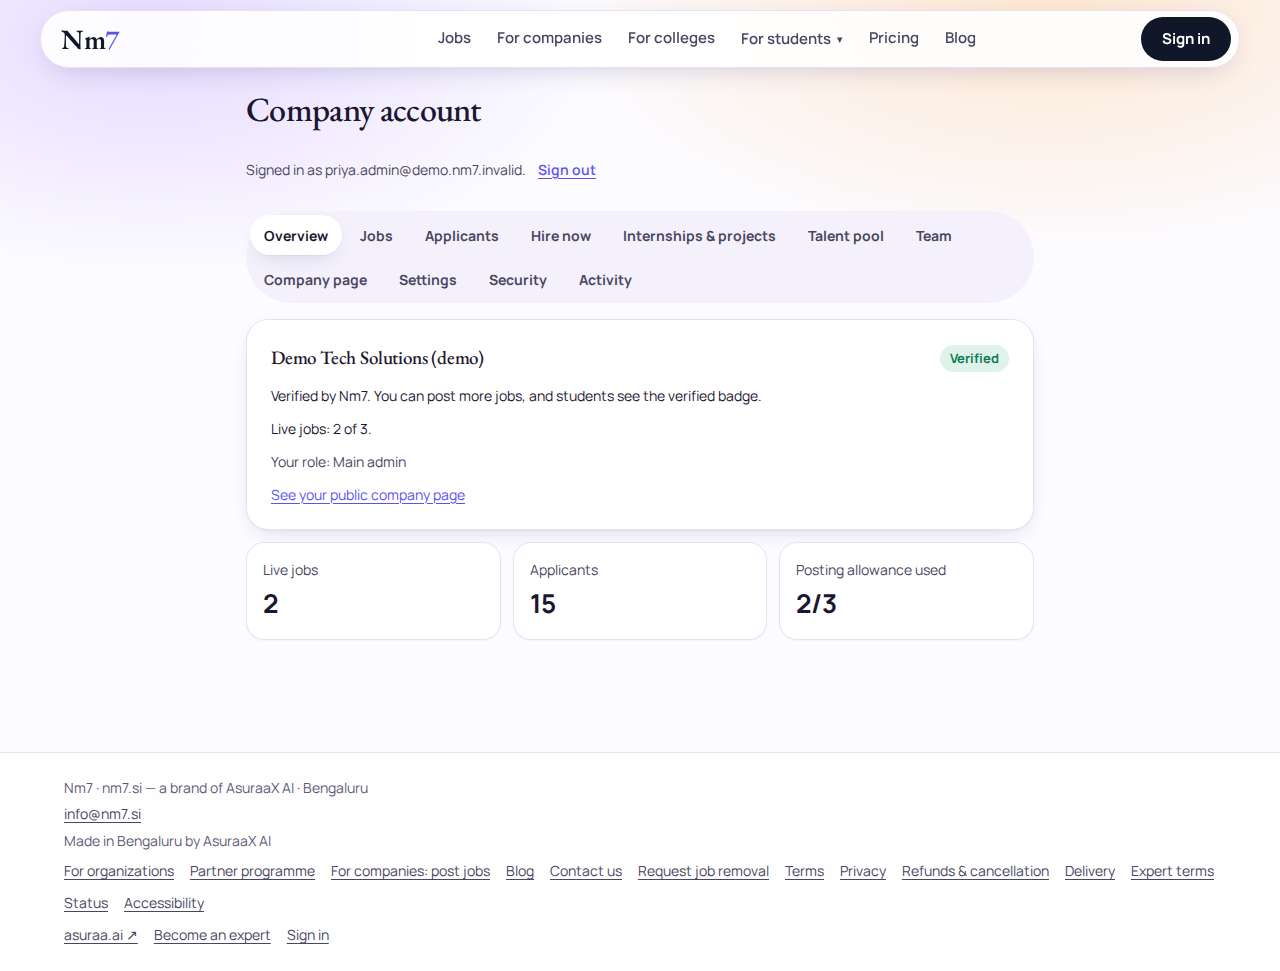 Nm7
Jobs For companies For colleges For students ▾ Pricing Blog
Sign in
Company account
Signed in as priya.admin@demo.nm7.invalid. Sign out
Overview Jobs Applicants Hire now Internships & projects Talent pool Team
Company page Settings Security Activity
Demo Tech Solutions (demo) Verified
Verified by Nm7. You can post more jobs, and students see the verified badge.
Live jobs: 2 of 3.
Your role: Main admin
See your public company page
Live jobs Applicants Posting allowance used
2 15 2/3
Nm7 · nm7.si — a brand of AsuraaX AI · Bengaluru
info@nm7.si
Made in Bengaluru by AsuraaX AI
For organizations Partner programme For companies: post jobs Blog Contact us Request job removal Terms Privacy Refunds & cancellation Delivery Expert terms
Status Accessibility
asuraa.ai ↗ Become an expert Sign in